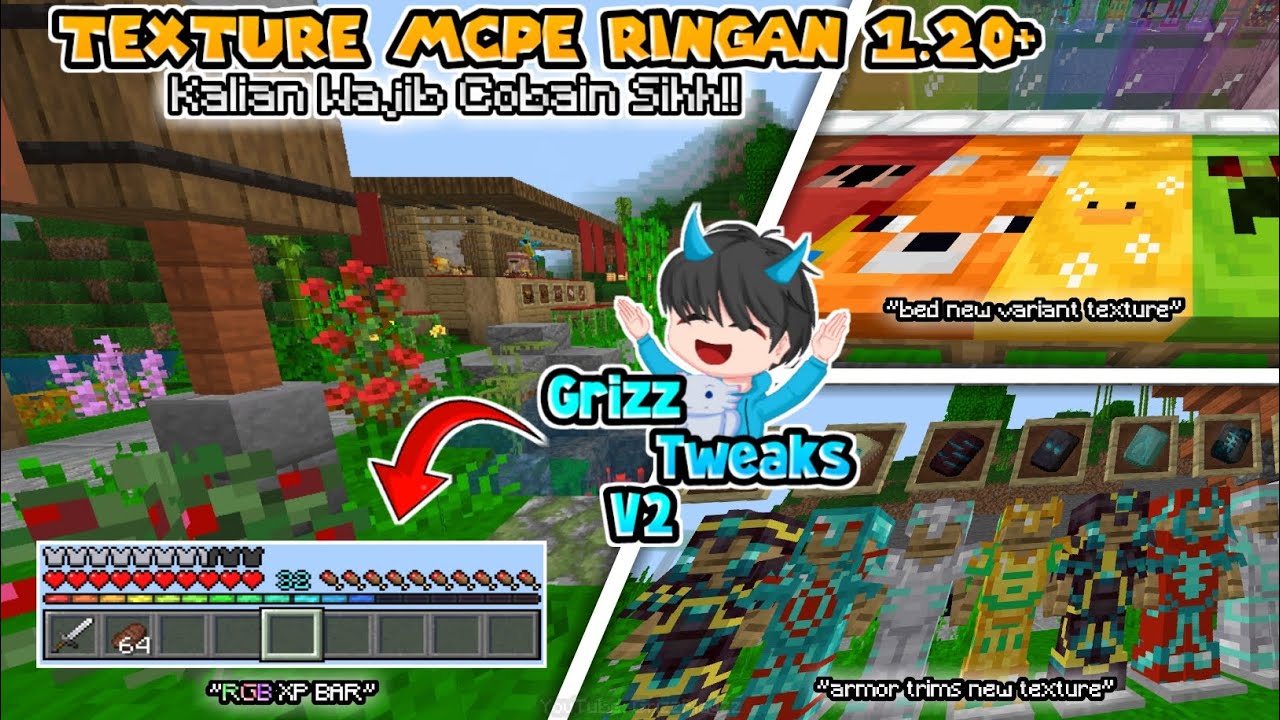 TEXTURE MCPE RINGAN 1.20+
Kalian Wajib Cobain Sihh!!
"bed new variant texture"
Grizz
Tweaks
V2
32
64
"RGB XP BAR"
"armor trims new texture"